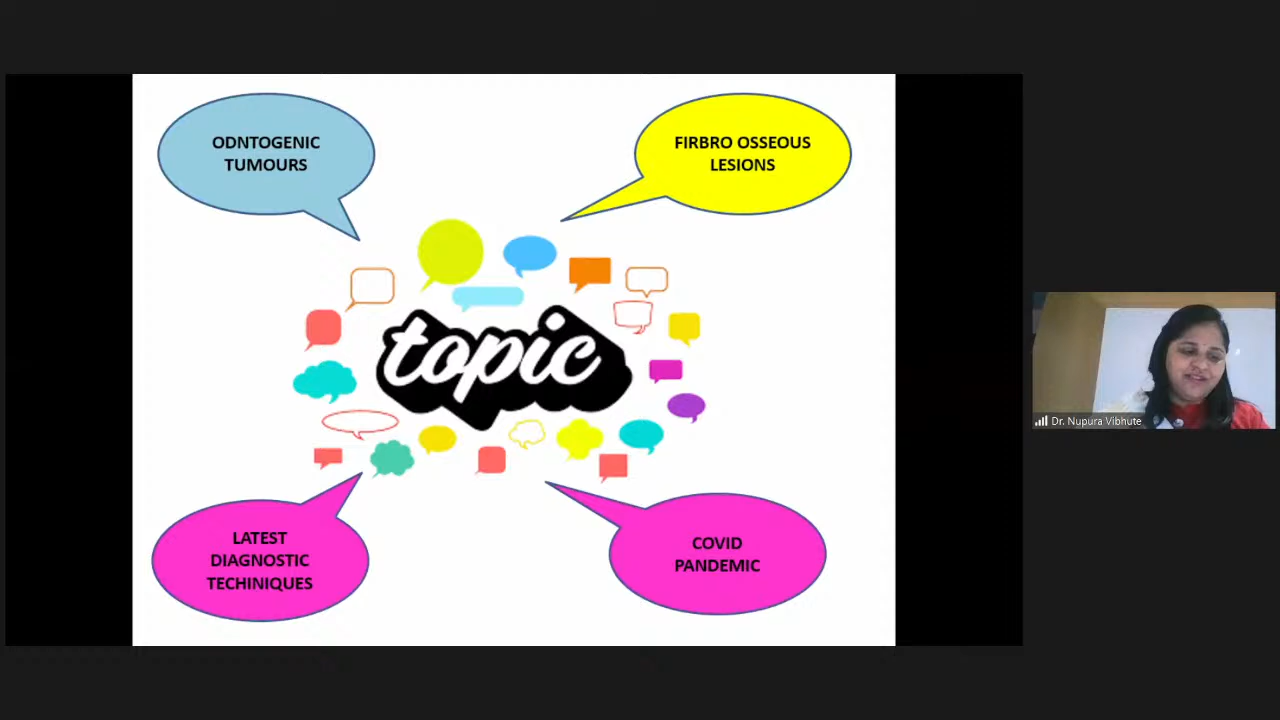 ODNTOGENIC
TUMOURS
FIRBRO OSSEOUS
LESIONS
topic
LATEST
DIAGNOSTIC
TECHINIQUES
COVID
PANDEMIC
Dr. Nupura Vibhute